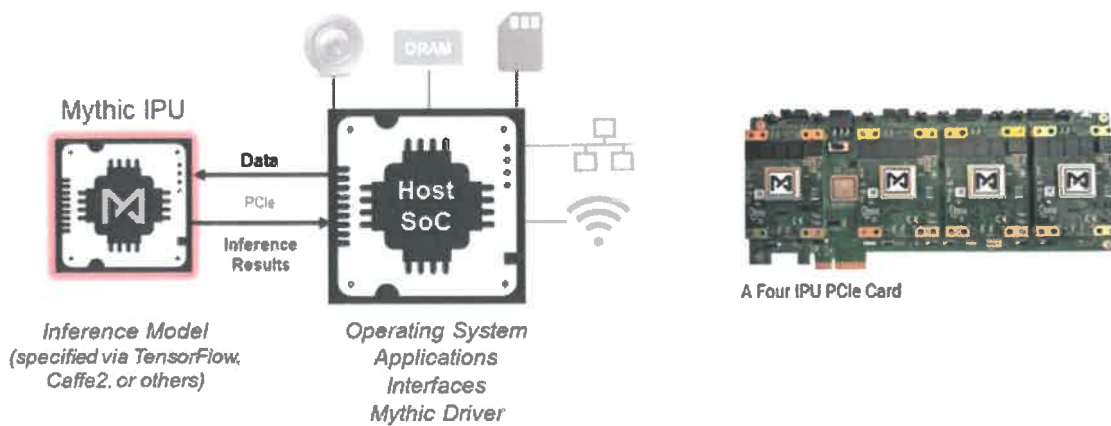 DRAM
Mythic IPU
Data
PCIe
Inference
Results
Host
SoC
Inference Model
(specified via TensorFlow,
Caffe2, or others)
Operating System
Applications
Interfaces
Mythic Driver
A Four IPU PCIe Card